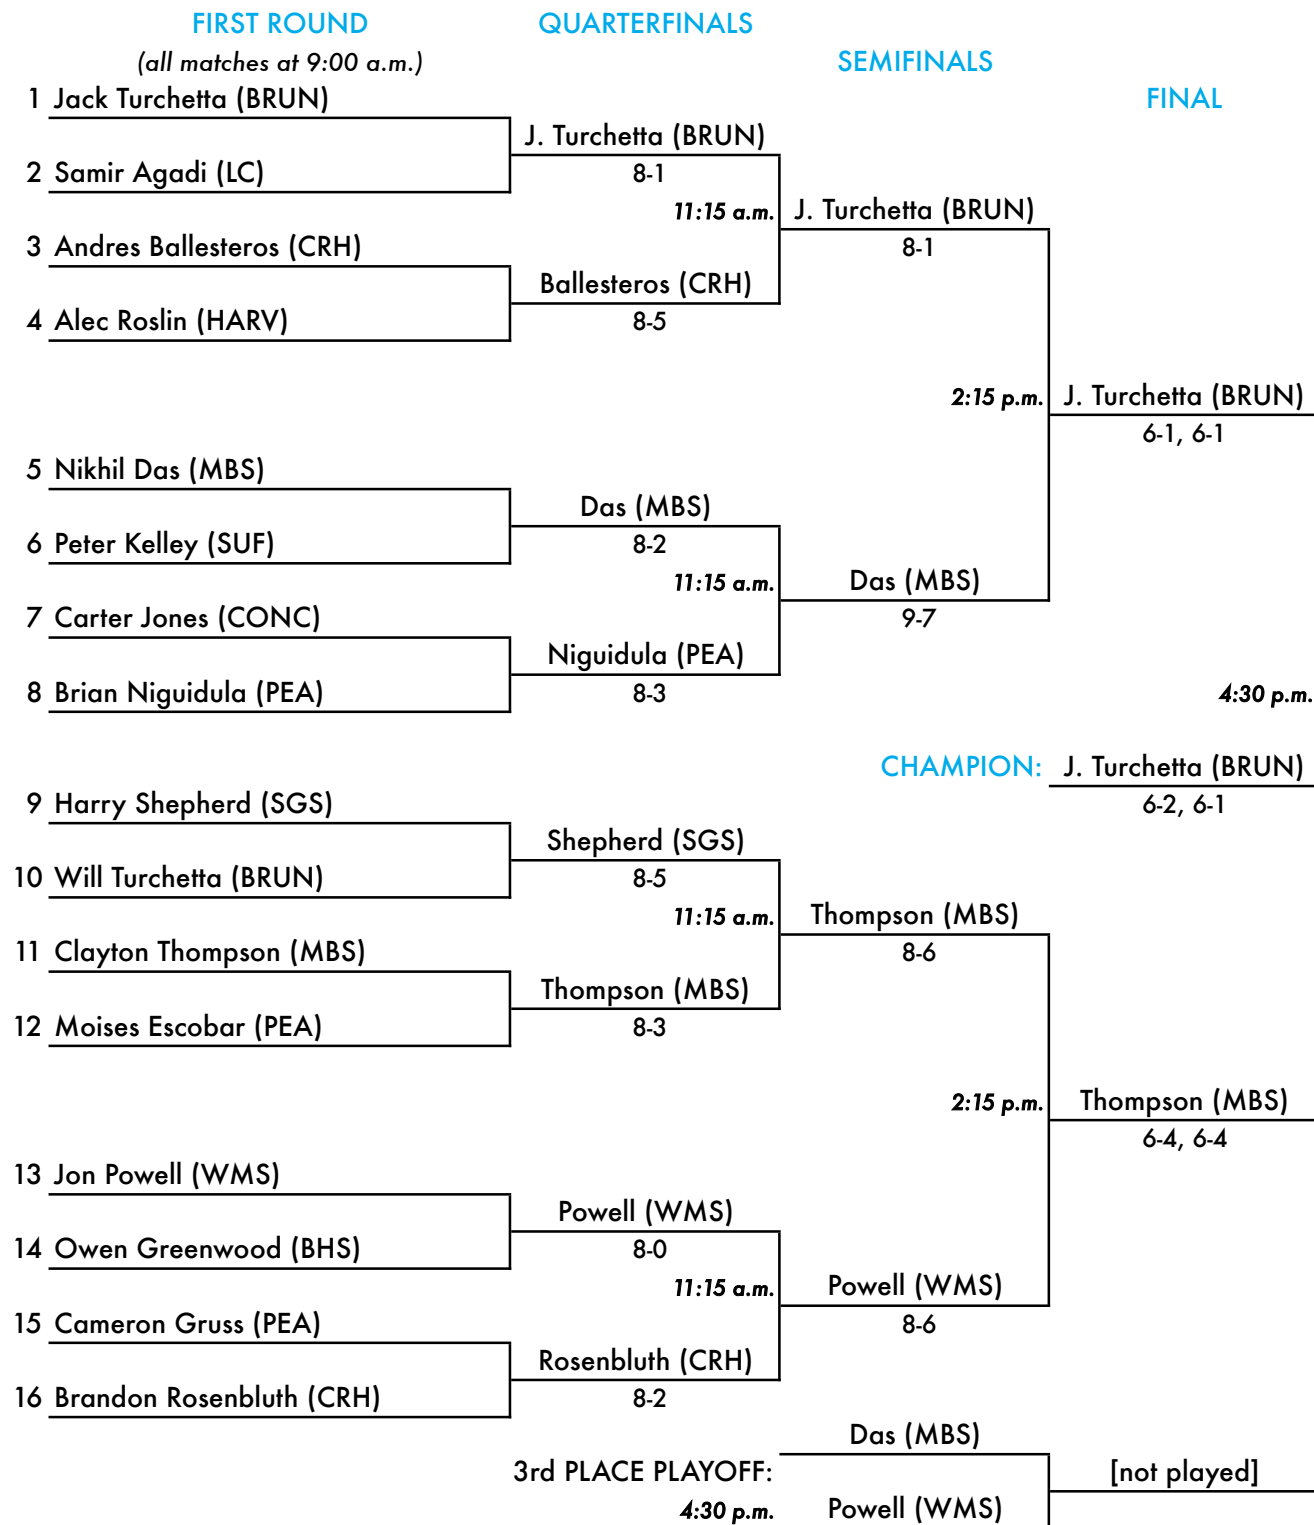 FIRST ROUND QUARTERFINALS
(all matches at 9:00 a.m.) SEMIFINALS
1 Jack Turchetta (BRUN) FINAL
J. Turchetta (BRUN)
2 Samir Agadi (LC) 8-1
11:15 a.m. J. Turchetta (BRUN)
3 Andres Ballesteros (CRH) 8-1
Ballesteros (CRH)
4 Alec Roslin (HARV) 8-5
2:15 p.m. J. Turchetta (BRUN)
6-1, 6-1
5 Nikhil Das (MBS)
Das (MBS)
6 Peter Kelley (SUF) 8-2
11:15 a.m. Das (MBS)
7 Carter Jones (CONC) 9-7
Niguidula (PEA)
8 Brian Niguidula (PEA) 8-3 4:30 p.m.
CHAMPION: J. Turchetta (BRUN)
9 Harry Shepherd (SGS) 6-2, 6-1
Shepherd (SGS)
10 Will Turchetta (BRUN) 8-5
11:15 a.m. Thompson (MBS)
11 Clayton Thompson (MBS) 8-6
Thompson (MBS)
12 Moises Escobar (PEA) 8-3
2:15 p.m. Thompson (MBS)
6-4, 6-4
13 Jon Powell (WMS)
Powell (WMS)
14 Owen Greenwood (BHS) 8-0
11:15 a.m. Powell (WMS)
15 Cameron Gruss (PEA) 8-6
Rosenbluth (CRH)
16 Brandon Rosenbluth (CRH) 8-2
Das (MBS)
3rd PLACE PLAYOFF: [not played]
4:30 p.m. Powell (WMS)